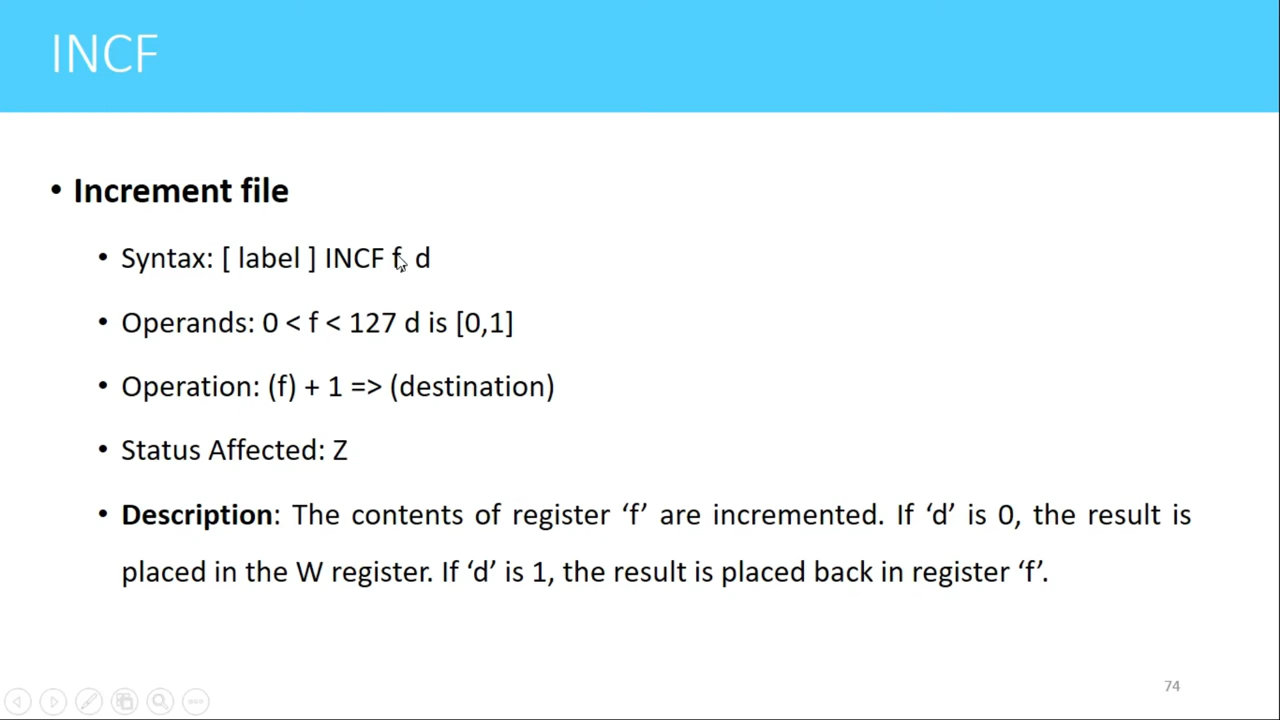 INCF
• Increment file
• Syntax: [ label ] INCF f, d
• Operands: 0 < f < 127 d is [0,1]
• Operation: (f) + 1 => (destination)
• Status Affected: Z
• Description: The contents of register ‘f’ are incremented. If ‘d’ is 0, the result is
placed in the W register. If ‘d’ is 1, the result is placed back in register ‘f’.
74